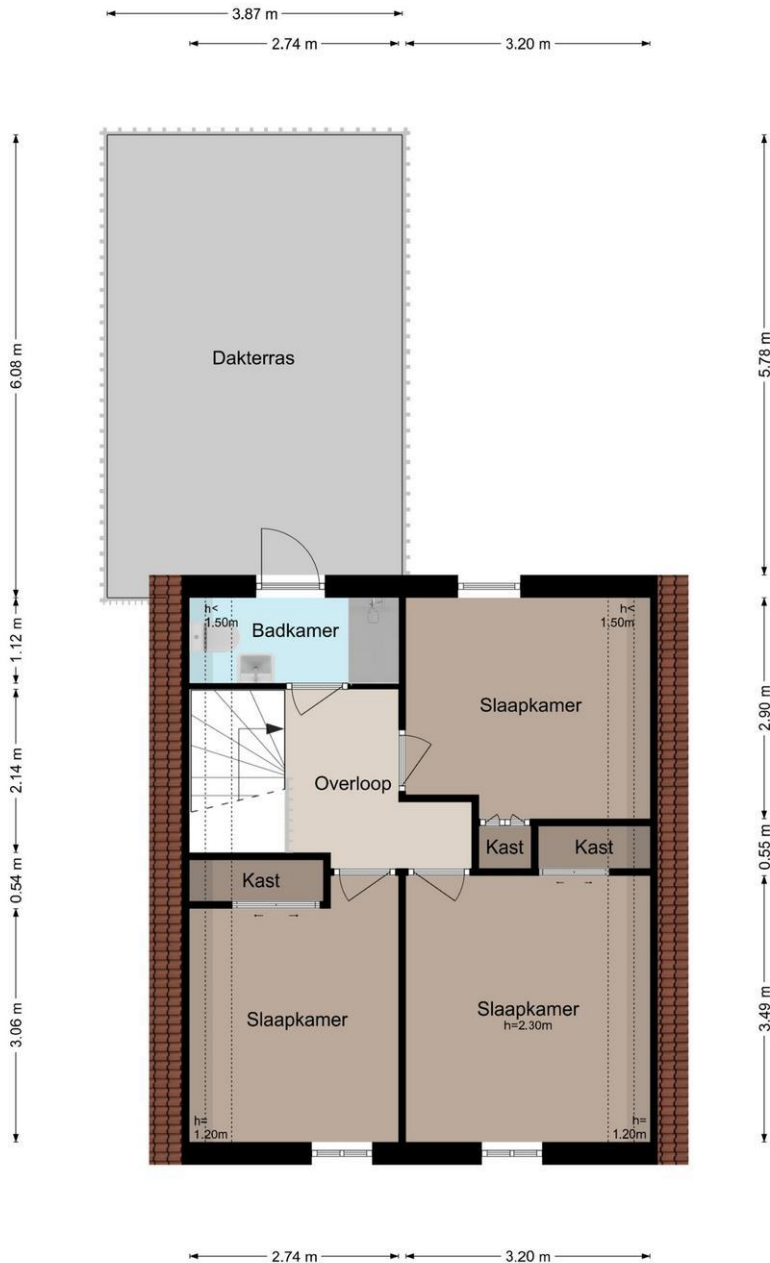 3.87 m
2.74 m
3.20 m
6.08 m
5.78 m
Dakterras
h<
1.50m
Badkamer
h<
1.50m
1.12 m
Slaapkamer
2.90 m
2.14 m
Overloop
Kast
Kast
0.55 m
0.54 m
Kast
Slaapkamer
Slaapkamer
h=2.30m
3.06 m
3.49 m
h=
1.20m
h=
1.20m
2.74 m
3.20 m